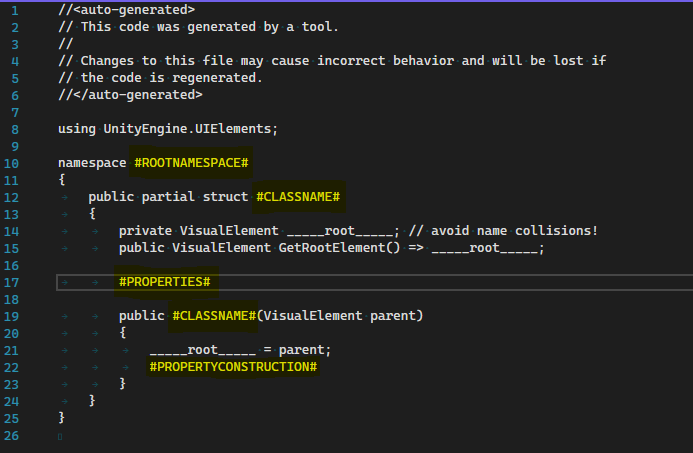 1 //<auto-generated>
2 // This code was generated by a tool.
3 //
4 // Changes to this file may cause incorrect behavior and will be lost if
5 // the code is regenerated.
6 //</auto-generated>
7
8 using UnityEngine.UIElements;
9
10 namespace #ROOTNAMESPACE#
11 {
12 public partial struct #CLASSNAME#
13 {
14 private VisualElement _____root_____; // avoid name collisions!
15 public VisualElement GetRootElement() => _____root_____;
16
17 #PROPERTIES#
18
19 public #CLASSNAME#(VisualElement parent)
20 {
21 _____root_____ = parent;
22 #PROPERTYCONSTRUCTION#
23 }
24 }
25 }
26